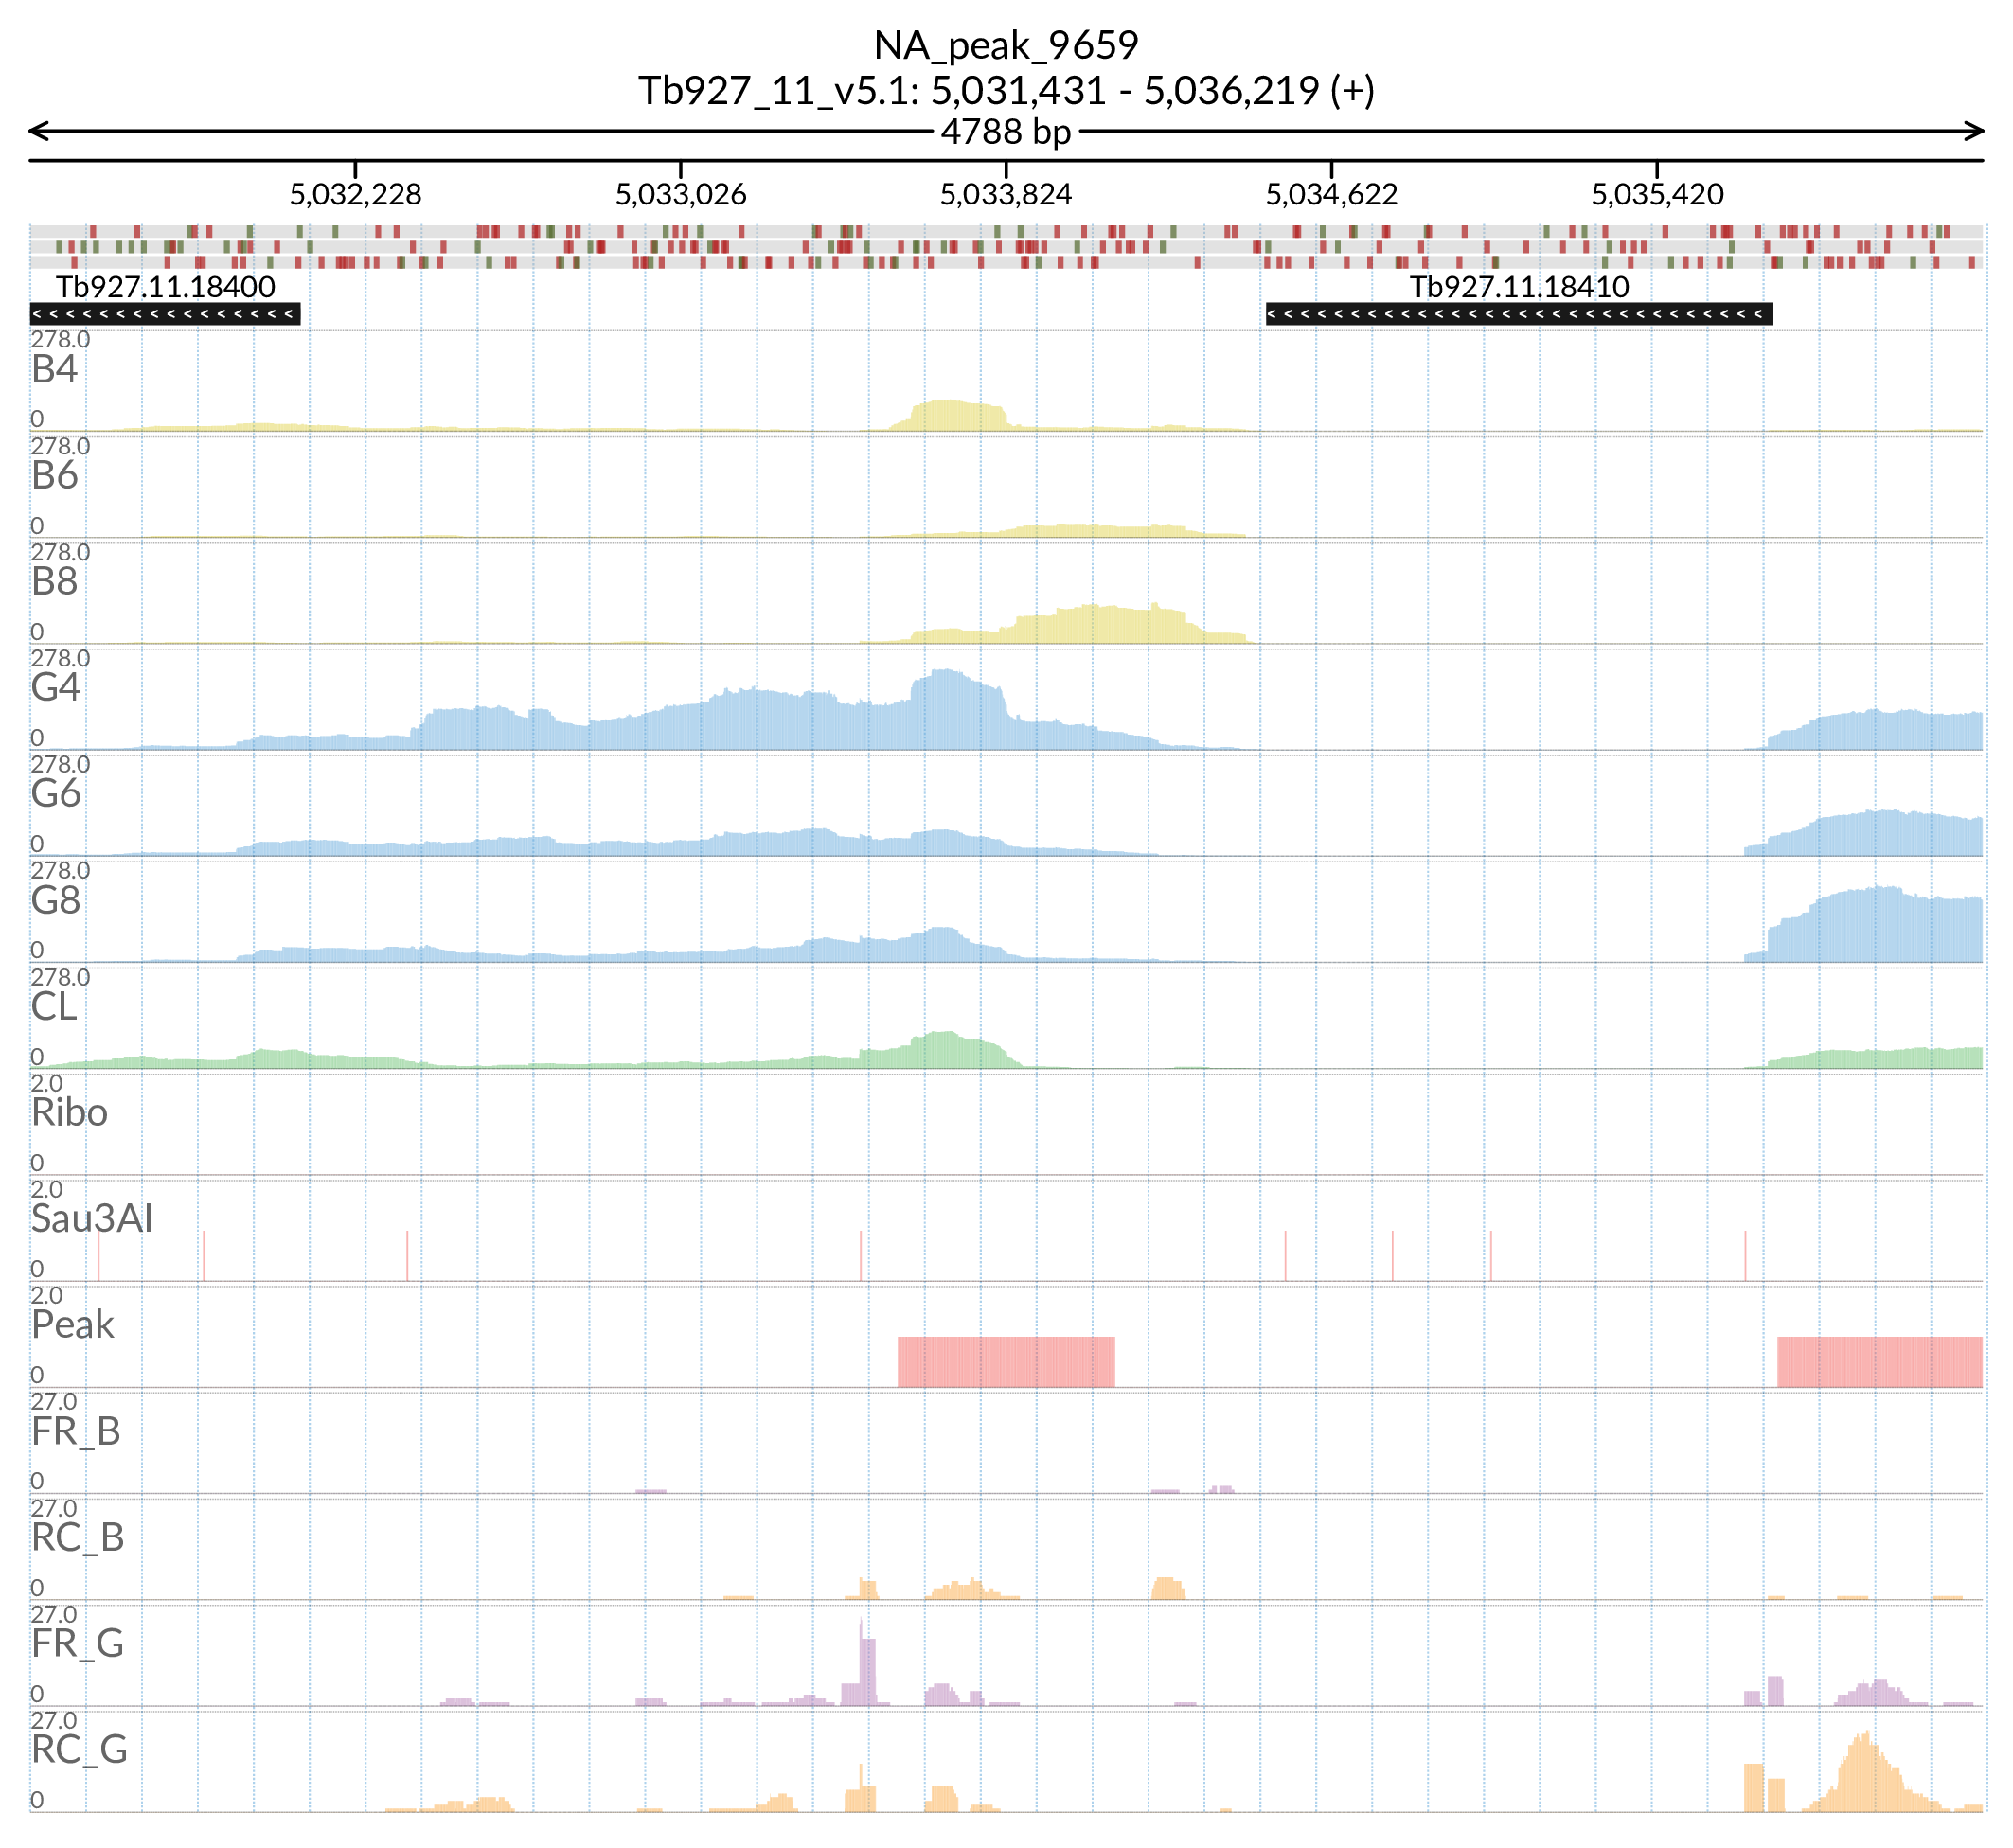 NA_peak_9659
Tb927_11_v5.1: 5,031,431 - 5,036,219 (+)
4788 bp
5,032,228 5,033,026 5,033,824 5,034,622 5,035,420
Tb927.11.18400 Tb927.11.18410
278.0
B4
0
278.0
B6
0
278.0
B8
0
278.0
G4
0
278.0
G6
0
278.0
G8
0
278.0
CL
0
2.0
Ribo
0
2.0
Sau3AI
0
2.0
Peak
0
27.0
FR_B
0
27.0
RC_B
0
27.0
FR_G
0
27.0
RC_G
0